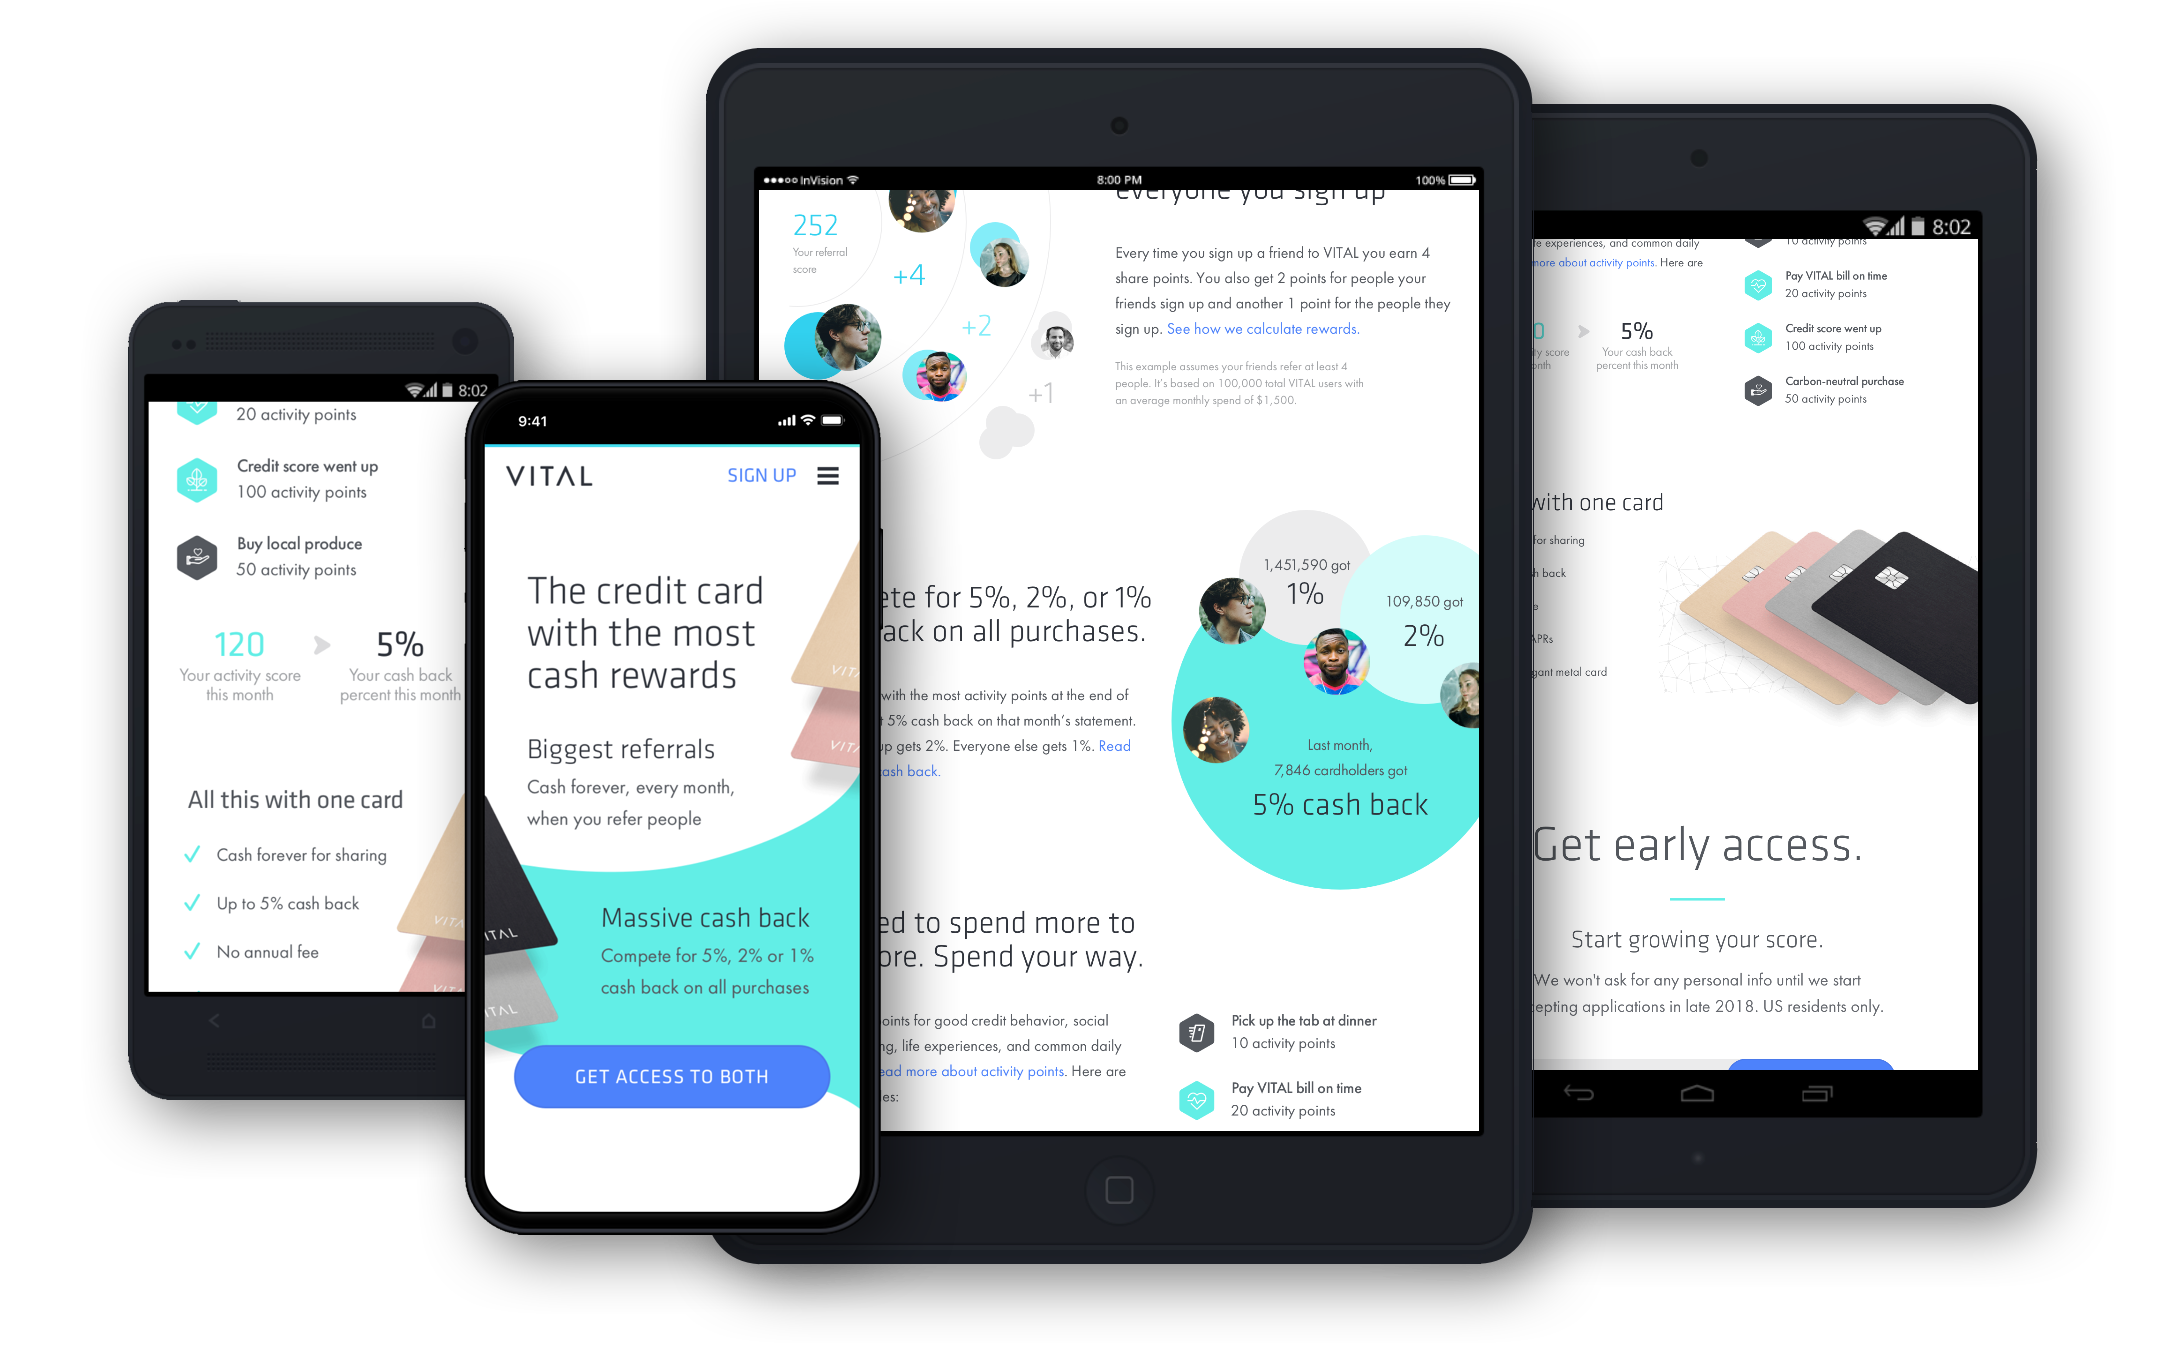 8:02
20 activity points
Credit score went up
100 activity points
Buy local produce
50 activity points
120
5%
Your activity score
this month
Your cash back
percent this month
All this with one card
Cash forever for sharing
Up to 5% cash back
No annual fee
VITAL
9:41
VITAL
SIGN UP
The credit card
with the most
cash rewards
Biggest referrals
Cash forever, every month,
when you refer people
Massive cash back
Compete for 5%, 2% or 1%
cash back on all purchases
GET ACCESS TO BOTH
InVision
8:00 PM
100%
everyone you sign up
252
Your referral
score
+4
+2
+1
Every time you sign up a friend to VITAL you earn 4
share points. You also get 2 points for people your
friends sign up and another 1 point for the people they
sign up. See how we calculate rewards.
This example assumes your friends refer at least 4
people. It's based on 100,000 total VITAL users with
an average monthly spend of $1,500.
for 5%, 2%, or 1%
on all purchases.
with the most activity points at the end of
5% cash back on that month's statement.
gets 2%. Everyone else gets 1%. Read
cash back.
1,451,590 got
1%
109,850 got
2%
Last month,
7,846 cardholders got
5% cash back
to spend more to
Spend your way.
for good credit behavior, social
life experiences, and common daily
more about activity points. Here are
Pick up the tab at dinner
10 activity points
Pay VITAL bill on time
20 activity points
8:02
experiences, and common daily
more about activity points. Here are
10 activity points
Pay VITAL bill on time
20 activity points
Credit score went up
100 activity points
Carbon-neutral purchase
50 activity points
score
5%
Your cash back
percent this month
with one card
for sharing
back
APRs
metal card
Get early access.
Start growing your score.
We won't ask for any personal info until we start
applications in late 2018. US residents only.